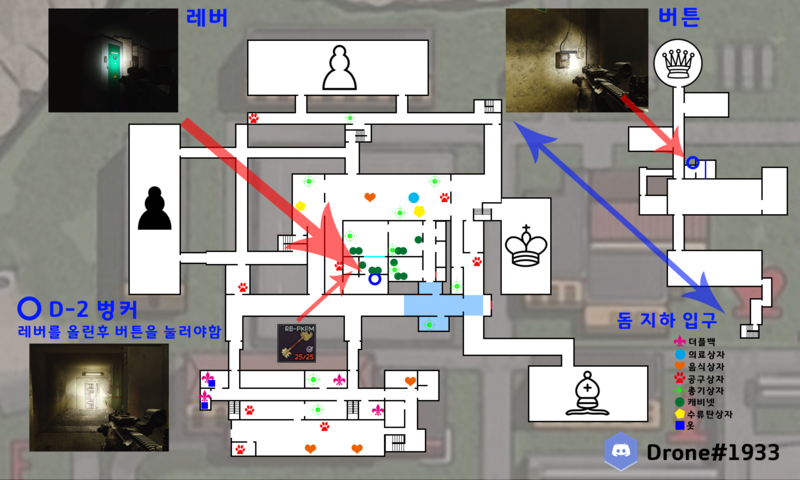 레버
버튼
D-2 벙커
레버를 올린후 버튼을 눌러야함
RB-PKPM
25/25
돔 지하 입구
더플백
의료상자
음식상자
공구상자
총기상자
캐비넷
수류탄상자
옷
Drone#1933